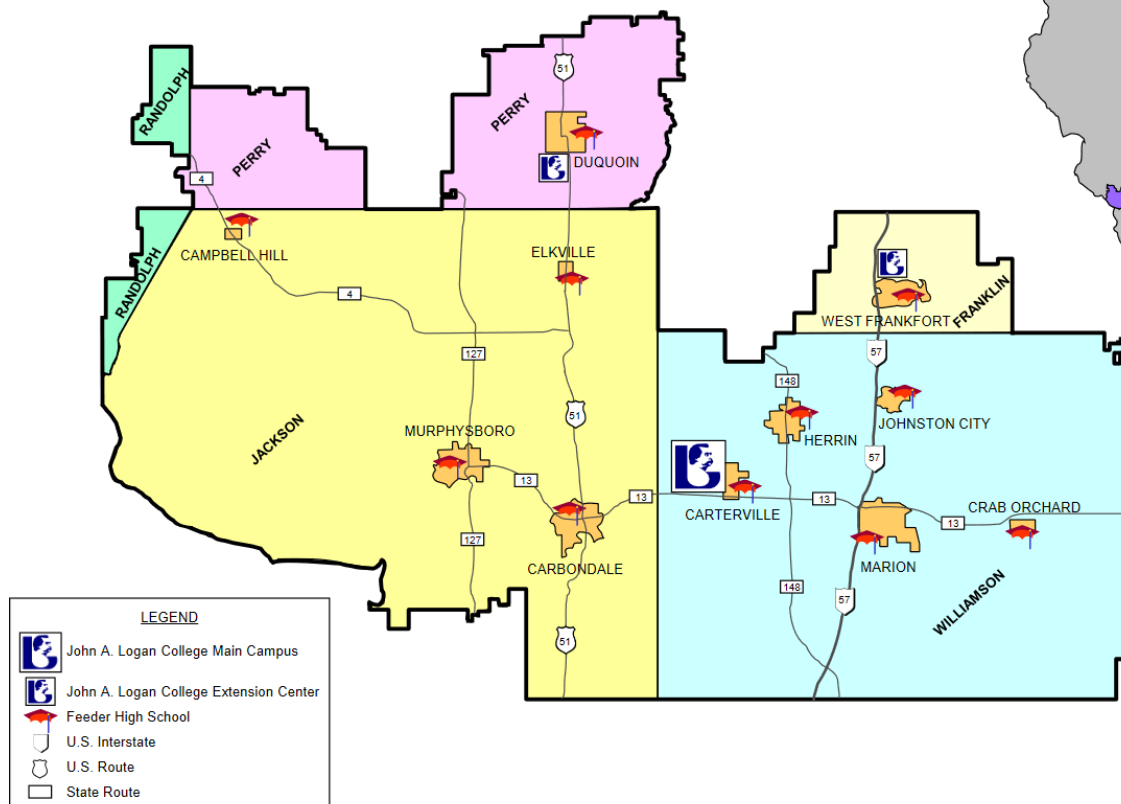 RANDOLPH
PERRY
PERRY
51
DUQUOIN
4
CAMPBELL HILL
ELKVILLE
RANDOLPH
4
127
51
WEST FRANKFORT
FRANKLIN
57
148
JOHNSTON CITY
HERRIN
JACKSON
MURPHYSBORO
57
13
13
CARTERVILLE
13
13
CRAB ORCHARD
127
CARBONDALE
MARION
148
57
WILLIAMSON
51
LEGEND
John A. Logan College Main Campus
John A. Logan College Extension Center
Feeder High School
U.S. Interstate
U.S. Route
State Route